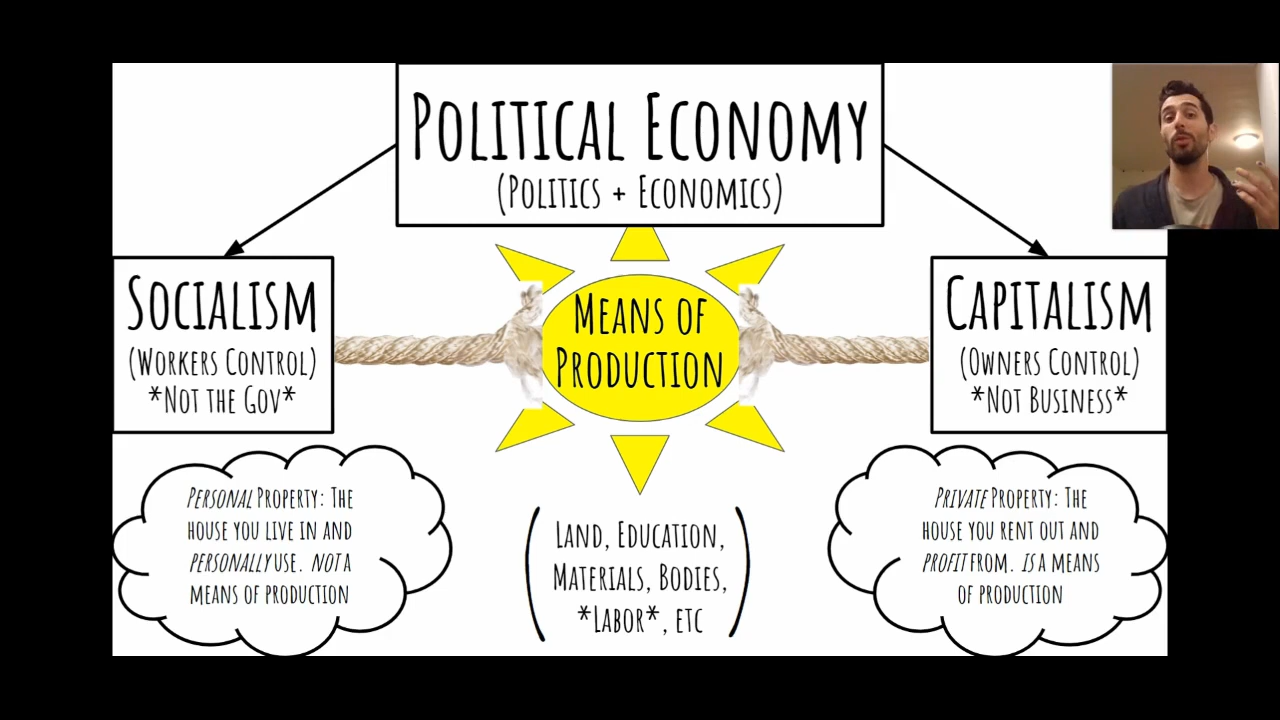 POLITICAL ECONOMY
(POLITICS + ECONOMICS)
SOCIALISM
(WORKERS CONTROL)
*NOT THE GOV*
MEANS OF
PRODUCTION
CAPITALISM
(OWNERS CONTROL)
*NOT BUSINESS*
PERSONAL PROPERTY: THE
HOUSE YOU LIVE IN AND
PERSONALLY USE. NOT A
MEANS OF PRODUCTION
(LAND, EDUCATION,
MATERIALS, BODIES,
*LABOR*, ETC)
PRIVATE PROPERTY: THE
HOUSE YOU RENT OUT AND
PROFIT FROM. IS A MEANS
OF PRODUCTION